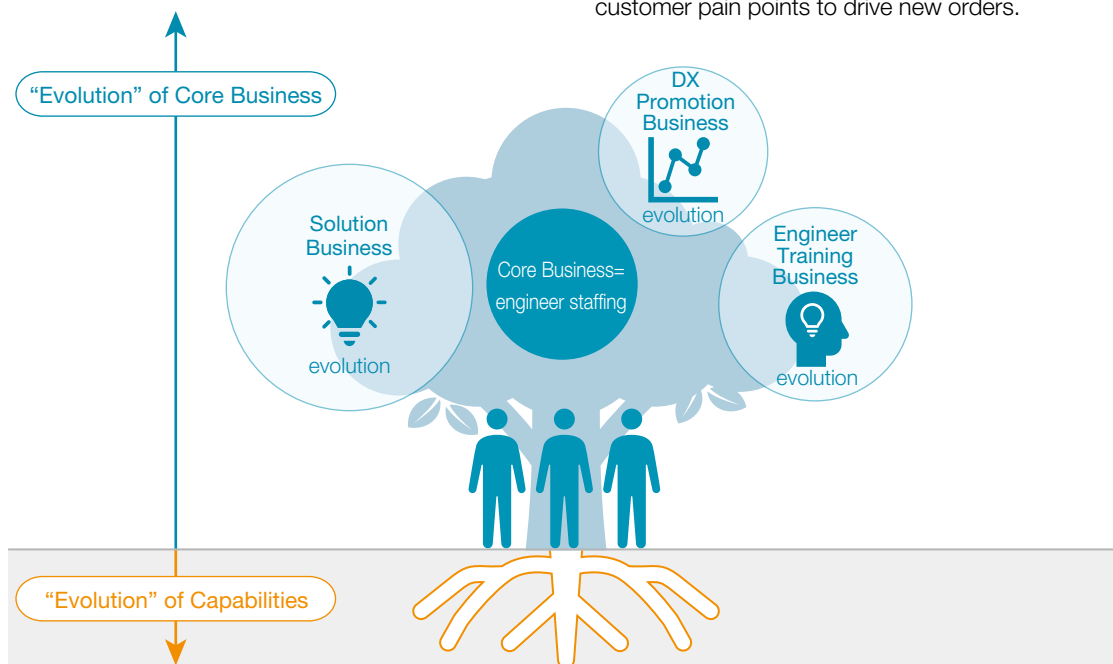 customer pain points to drive new orders.
“Evolution” of Core Business
DX
Promotion
Business
evolution
Solution
Business
evolution
Core Business=
engineer staffing
Engineer
Training
Business
evolution
“Evolution” of Capabilities